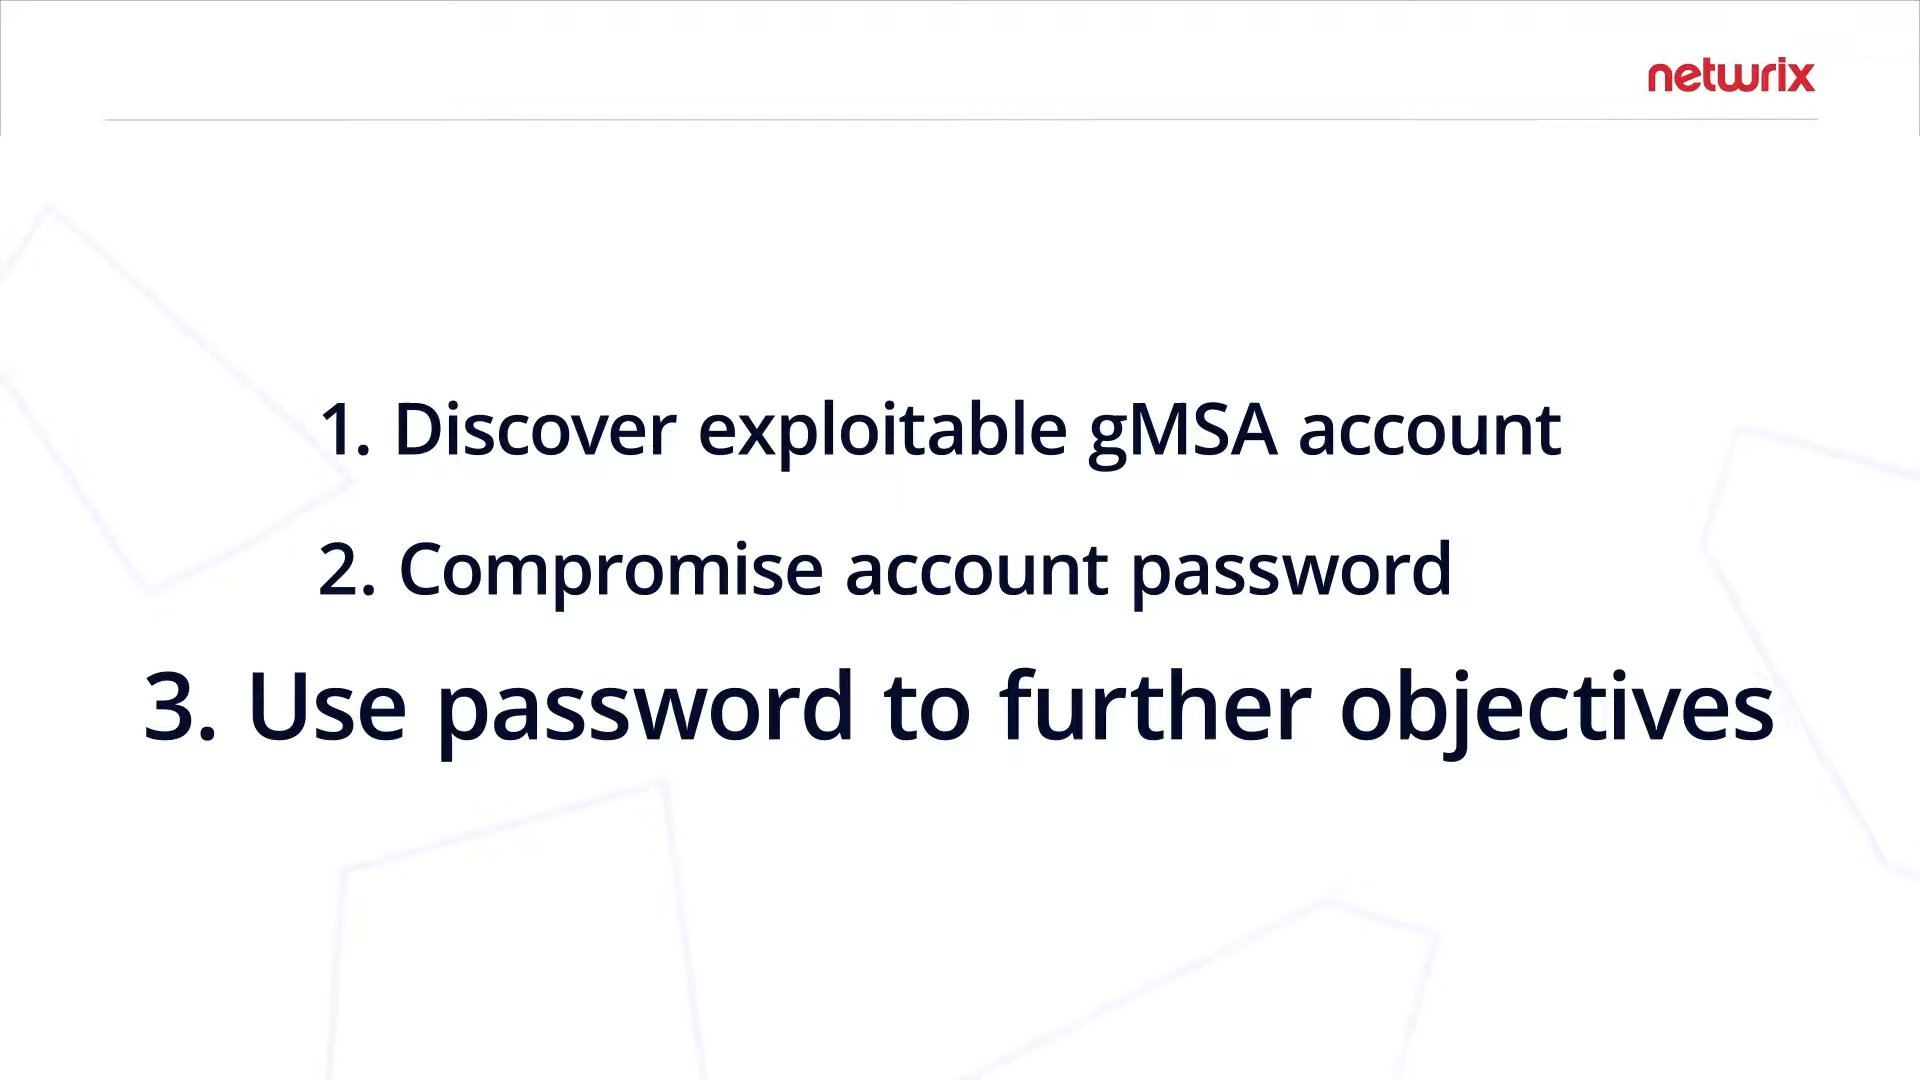 netwrix
1. Discover exploitable gMSA account
2. Compromise account password
3. Use password to further objectives